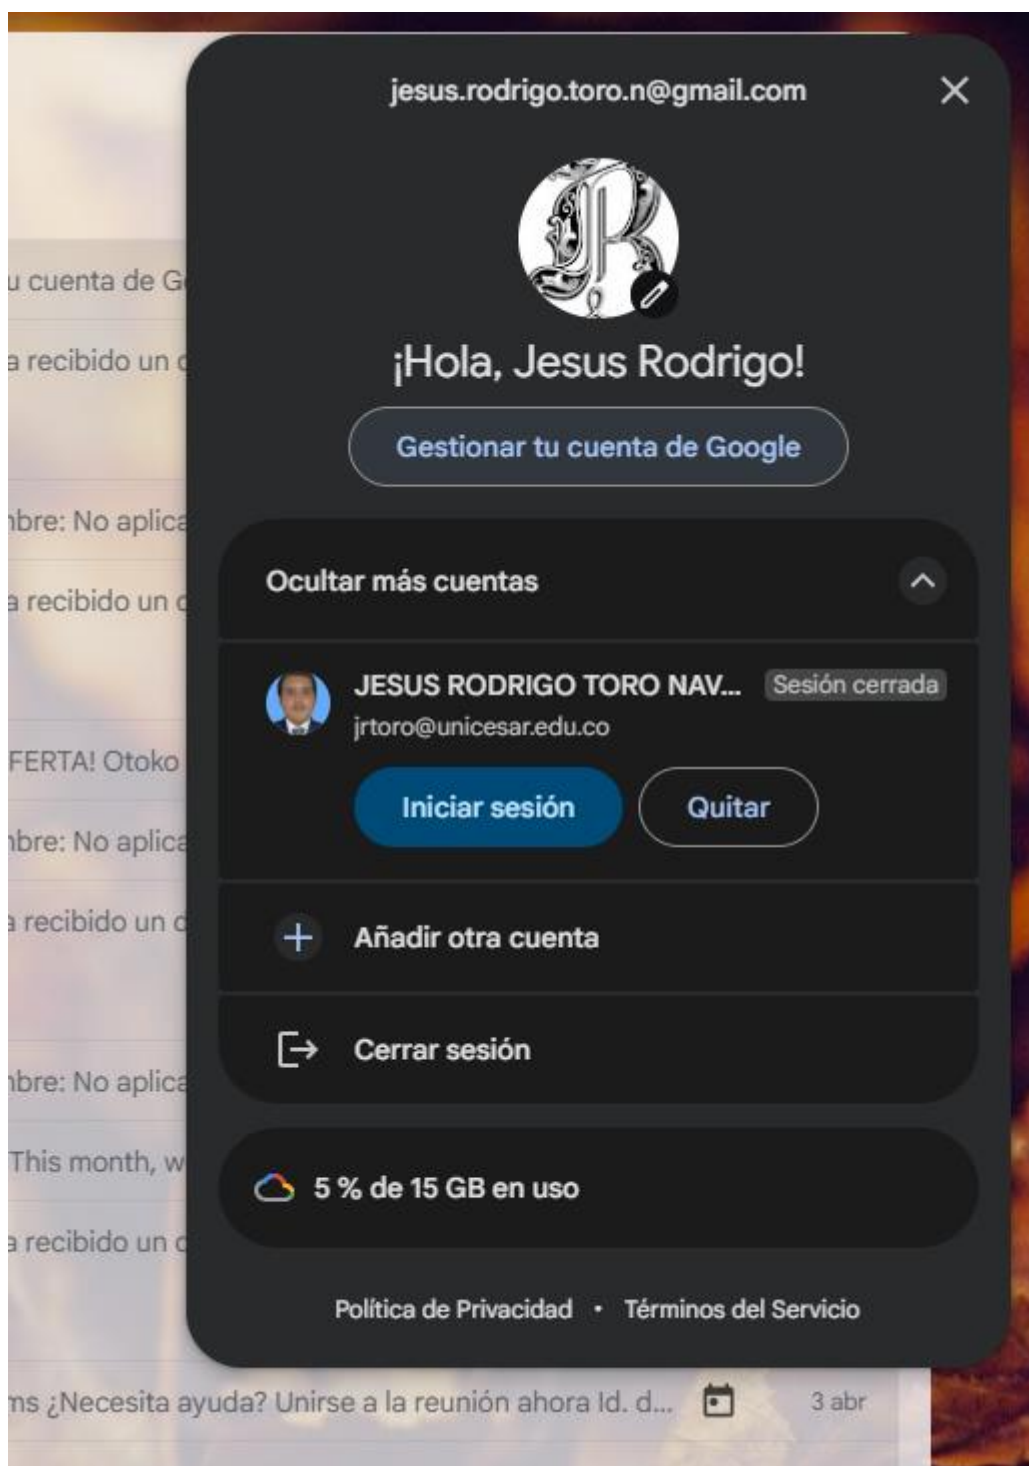 jesus.rodrigo.toro.n@gmail.com
¡Hola, Jesus Rodrigo!
Gestionar tu cuenta de Google
Ocultar más cuentas
JESUS RODRIGO TORO NAV... Sesión cerrada
jrtoro@unicesar.edu.co
Iniciar sesión Quitar
Añadir otra cuenta
Cerrar sesión
5 % de 15 GB en uso
Política de Privacidad • Términos del Servicio
u cuenta de G
a recibido un
bre: No aplica
a recibido un
FERTA! Otoko
bre: No aplica
a recibido un
bre: No aplica
This month, w
a recibido un
ms ¿Necesita ayuda? Unirse a la reunión ahora Id. d... 3 abr